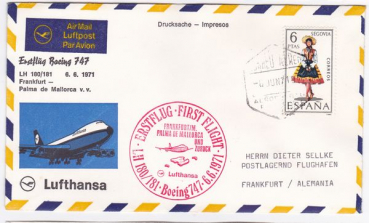 Air Mail
Luftpost
Par Avion
Drucksache - Impresos
Erstflug Boeing 747
LH 180/181 6. 6. 1971
Frankfurt -
Palma de Mallorca v. v.
6
PTAS
SEGOVIA
CORREOS
ESPAÑA
ERSTFLUG · FIRST FLIGHT
FRANKFURT/M.
PALMA DE MALLORCA
UND
ZURÜCK
Lufthansa
LH 180/181 - Boeing 747 - 6.6.1971
Lufthansa
HERRN DIETER SELLKE
POSTLAGERND FLUGHAFEN
FRANKFURT / ALEMANIA